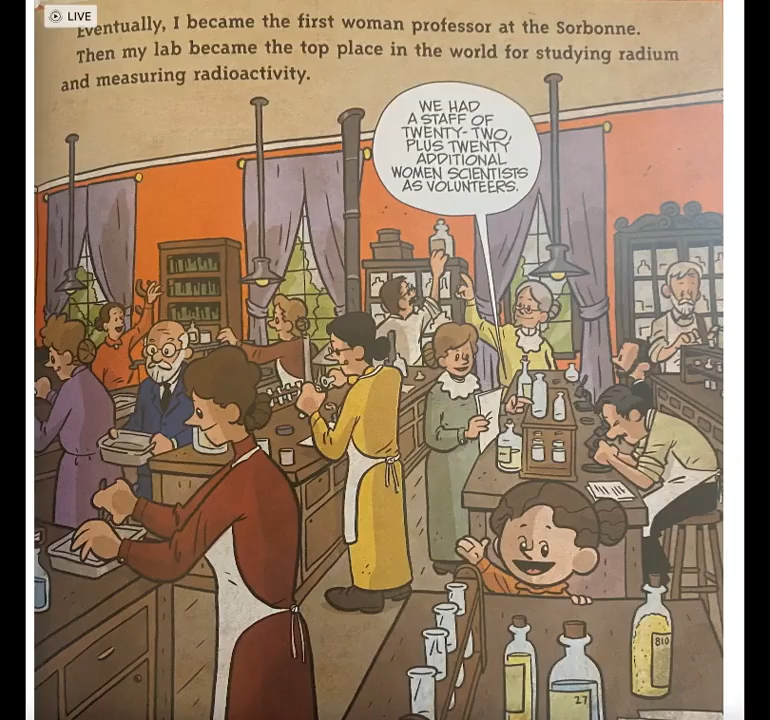 LIVE
Eventually, I became the first woman professor at the Sorbonne.
Then my lab became the top place in the world for studying radium
and measuring radioactivity.
WE HAD
A STAFF OF
TWENTY-TWO,
PLUS TWENTY
ADDITIONAL
WOMEN SCIENTISTS
AS VOLUNTEERS.
810
27